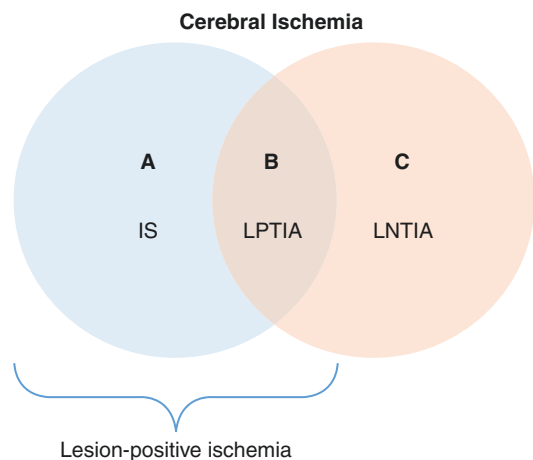 Cerebral Ischemia
A B C
IS LPTIA LNTIA
Lesion-positive ischemia